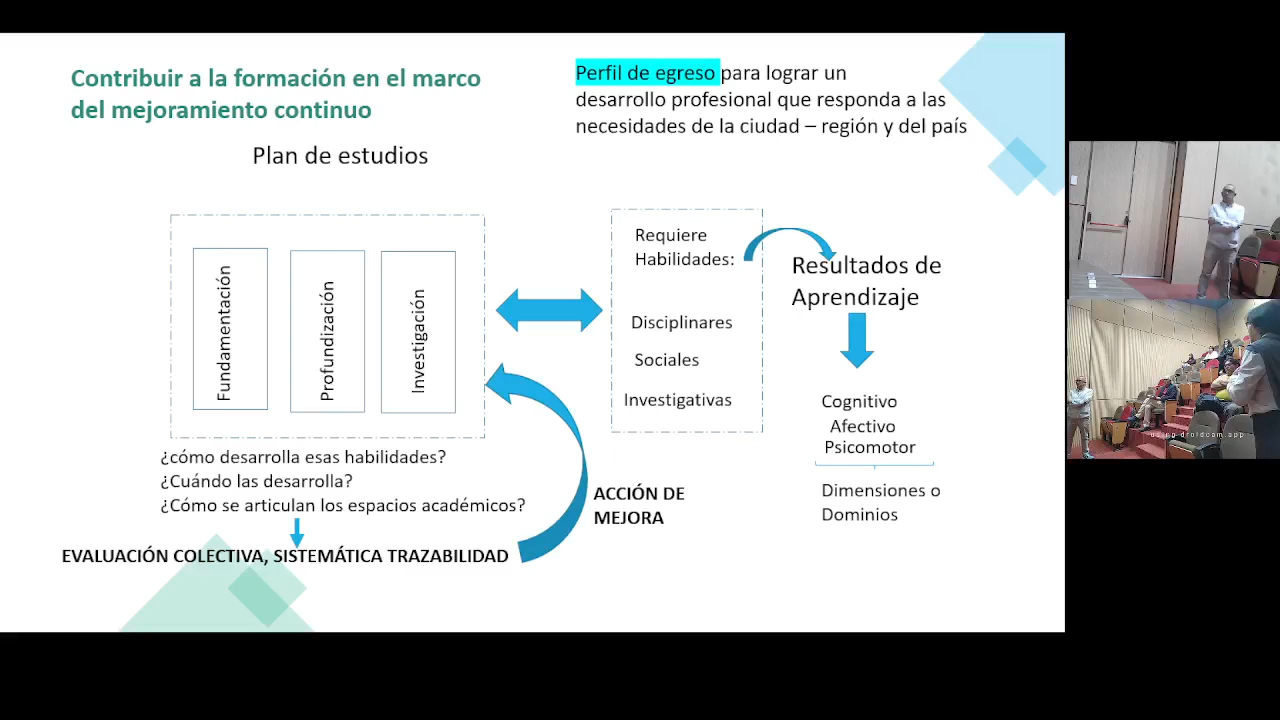 Contribuir a la formación en el marco
del mejoramiento continuo
Plan de estudios
Perfil de egreso para lograr un
desarrollo profesional que responda a las
necesidades de la ciudad – región y del país
Fundamentación
Profundización
Investigación
Requiere
Habilidades:
Disciplinares
Sociales
Investigativas
Resultados de
Aprendizaje
Cognitivo
Afectivo
Psicomotor
Dimensiones o
Dominios
¿cómo desarrolla esas habilidades?
¿Cuándo las desarrolla?
¿Cómo se articulan los espacios académicos?
EVALUACIÓN COLECTIVA, SISTEMÁTICA TRAZABILIDAD
ACCIÓN DE
MEJORA
using droidcam.app